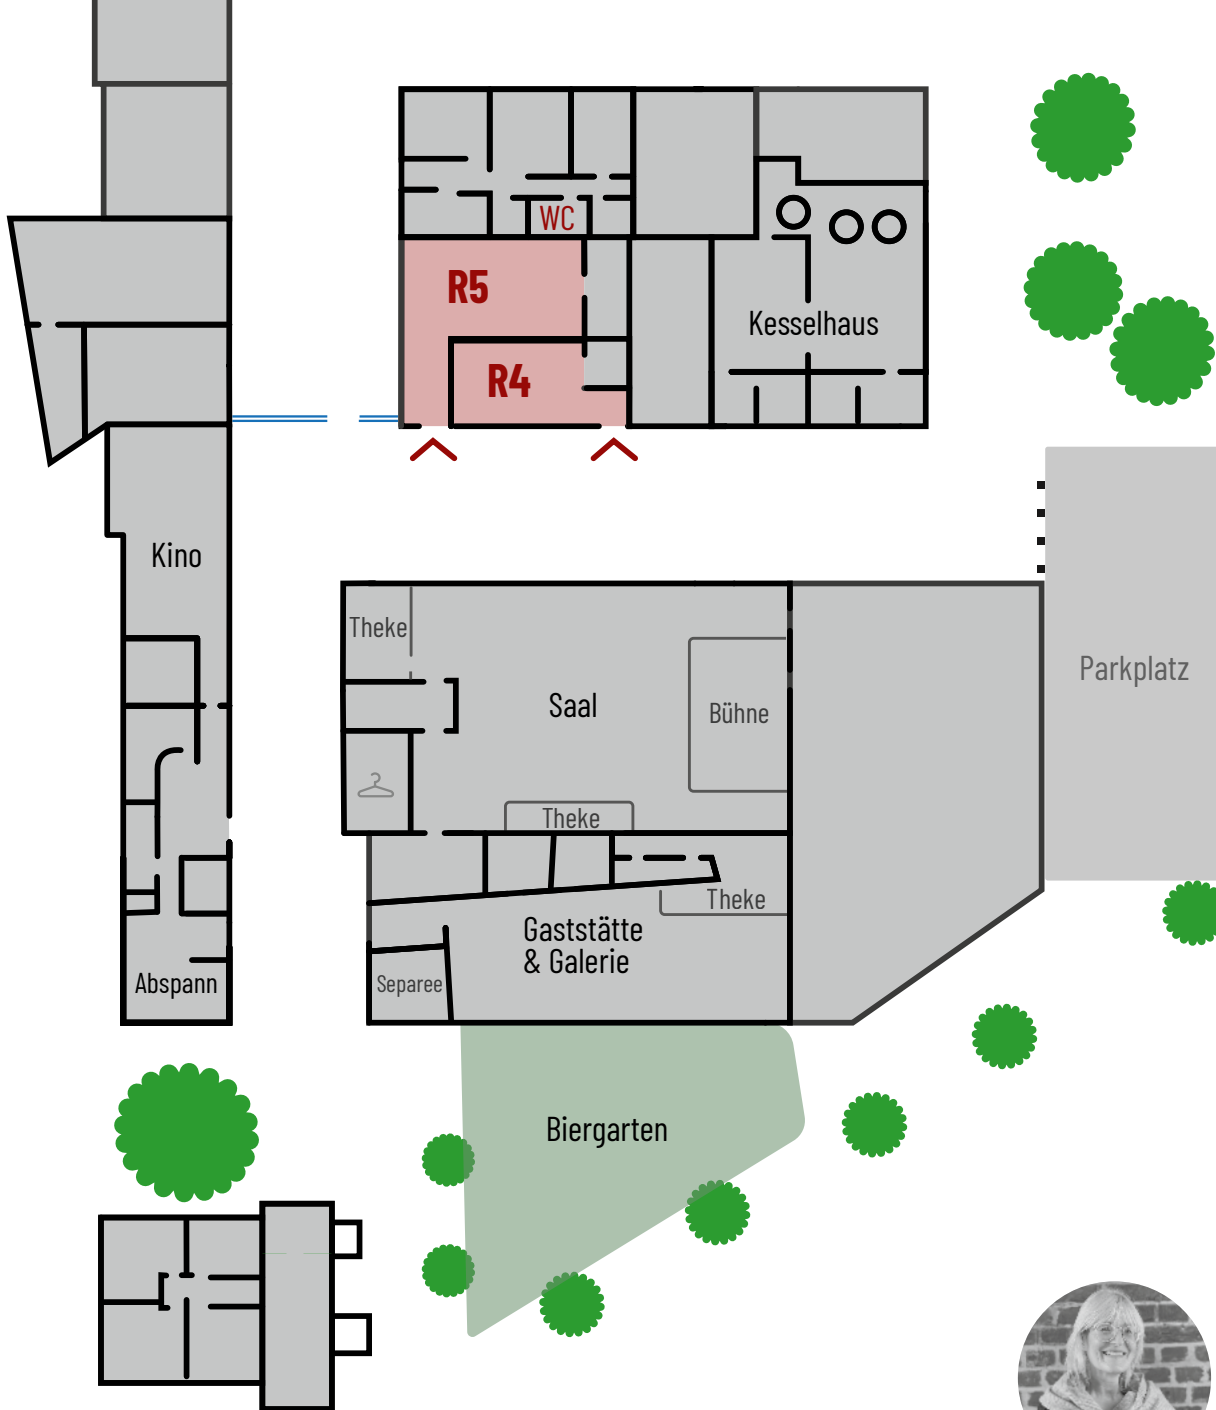 WC
R5
R4
Kesselhaus
Kino
Theke
Saal
Bühne
Parkplatz
Theke
Theke
Gaststätte
& Galerie
Separee
Abspann
Biergarten